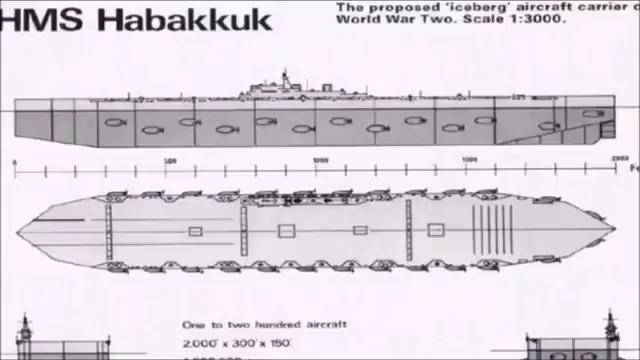 HMS Habakkuk
The proposed 'iceberg' aircraft carrier
World War Two. Scale 1:3000.
0 500 1000 2000
One to two hundred aircraft
2,000' x 300' x 150'